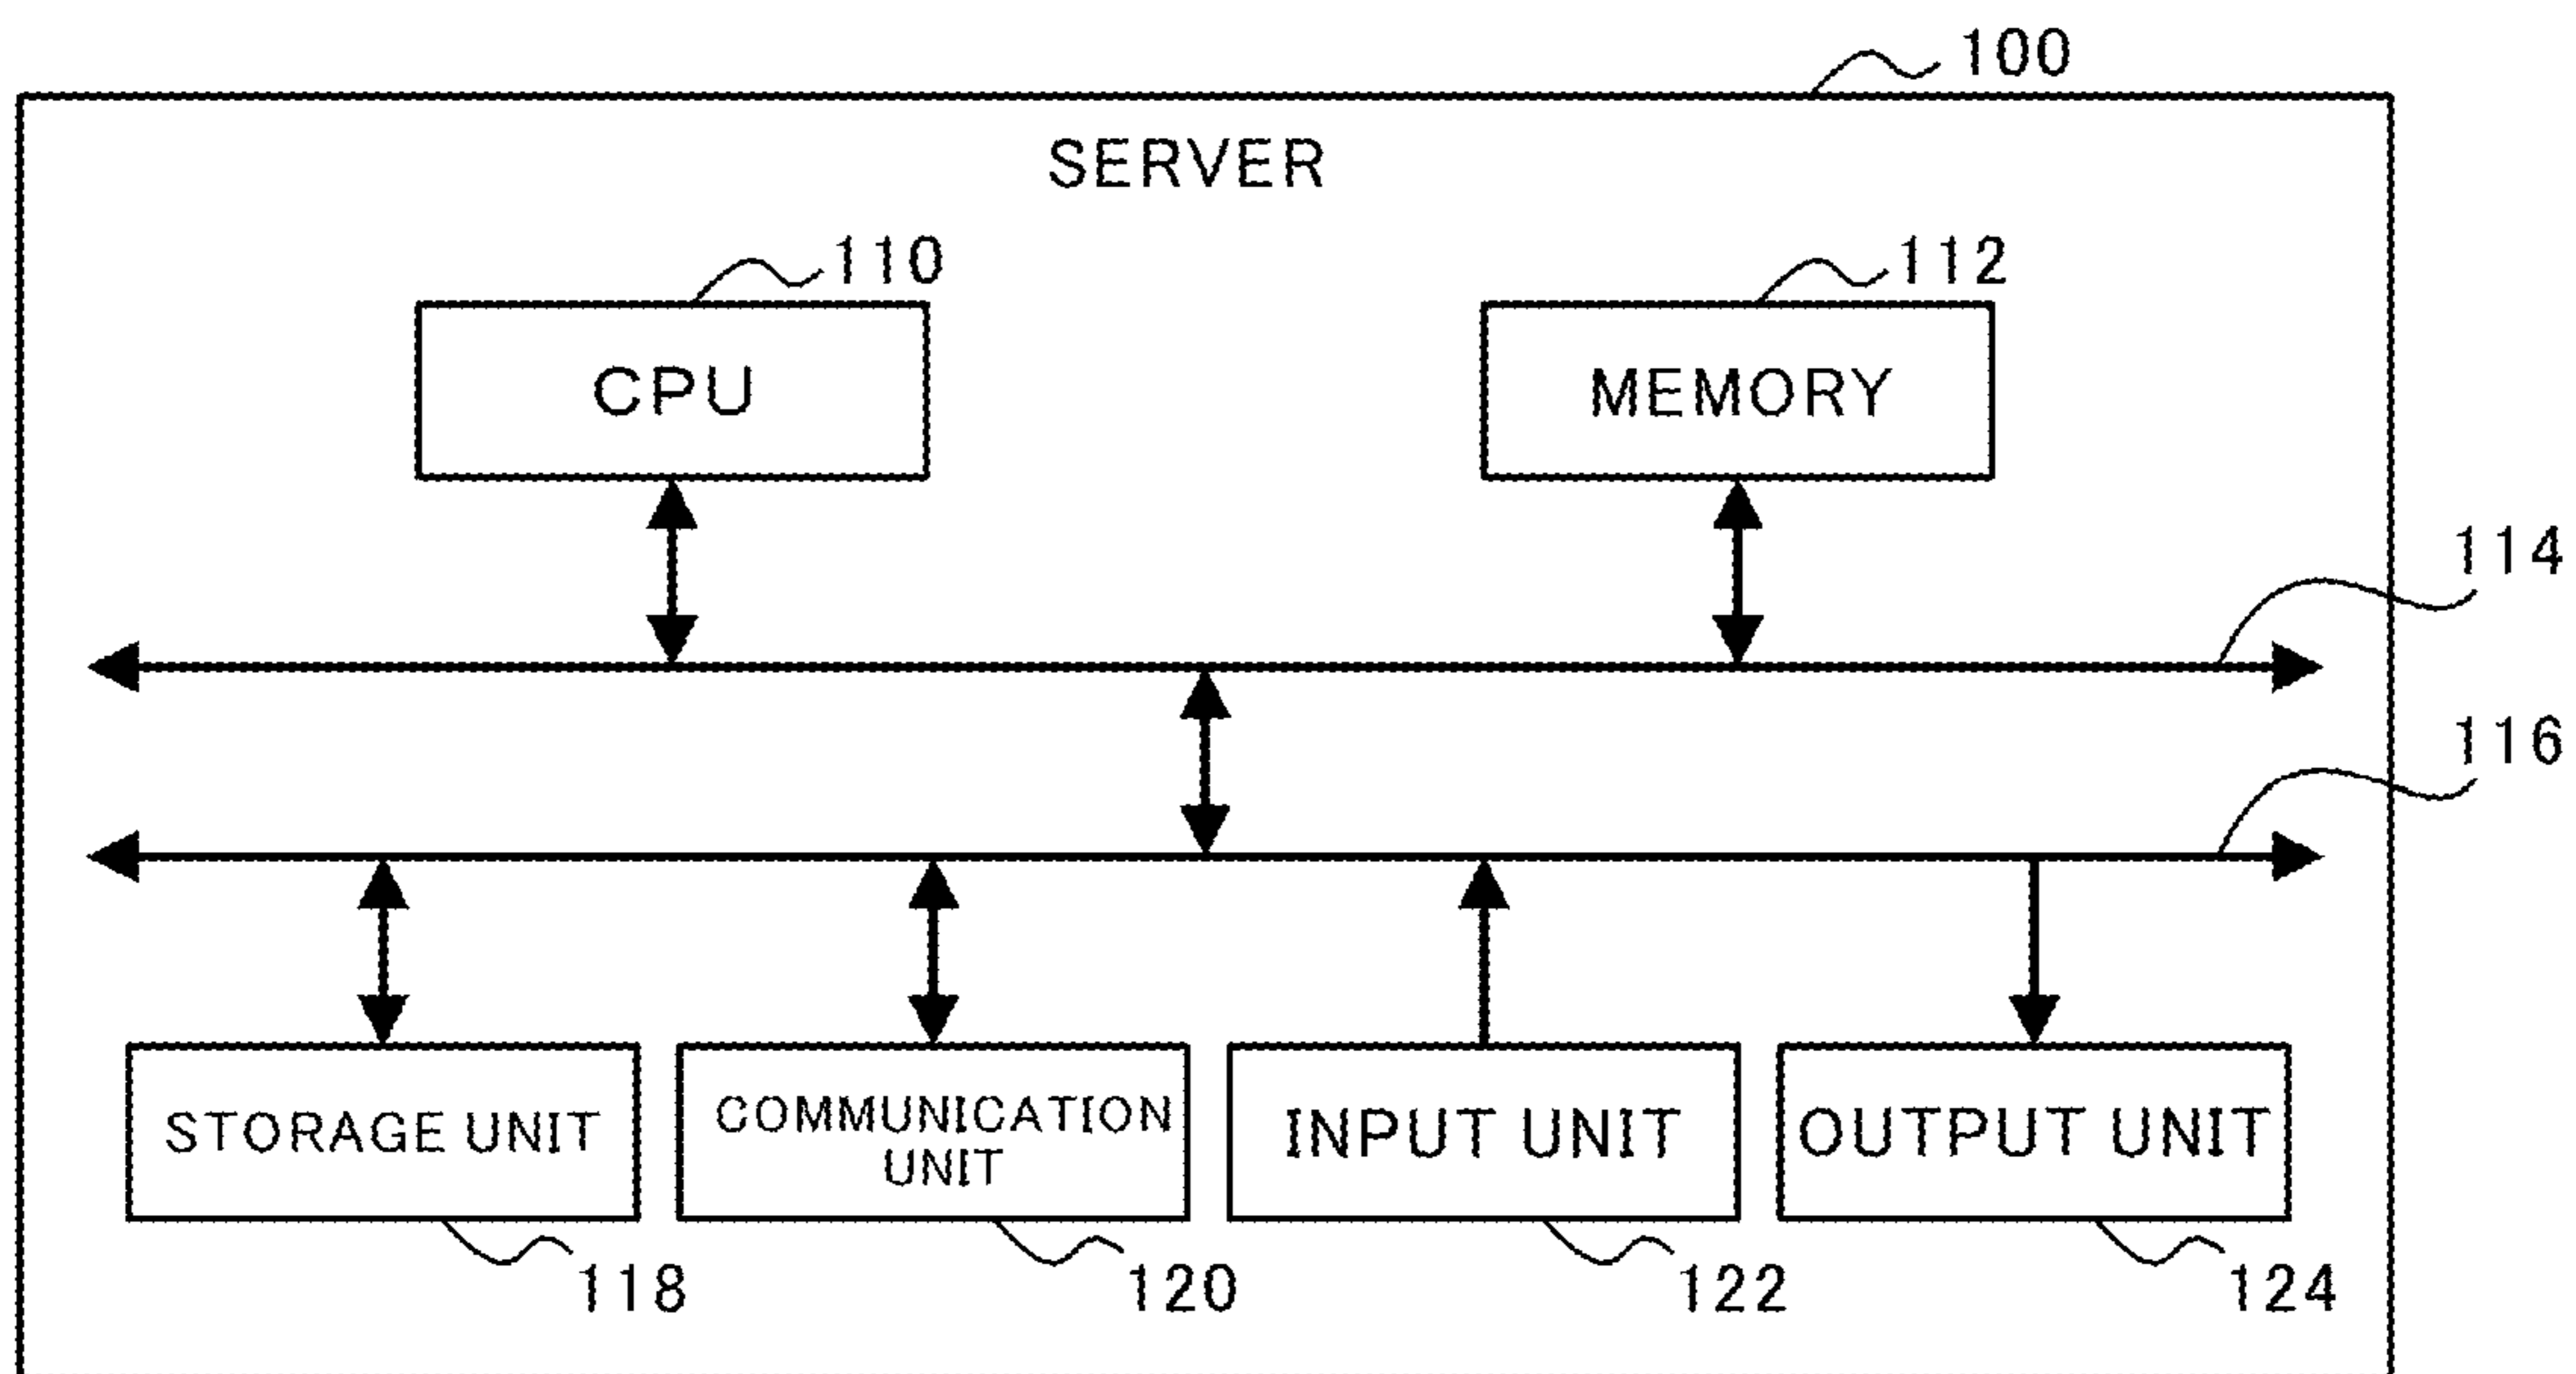 100
SERVER
110
112
CPU
MEMORY
114
116
STORAGE UNIT
COMMUNICATION
UNIT
INPUT UNIT
OUTPUT UNIT
118
120
122
124